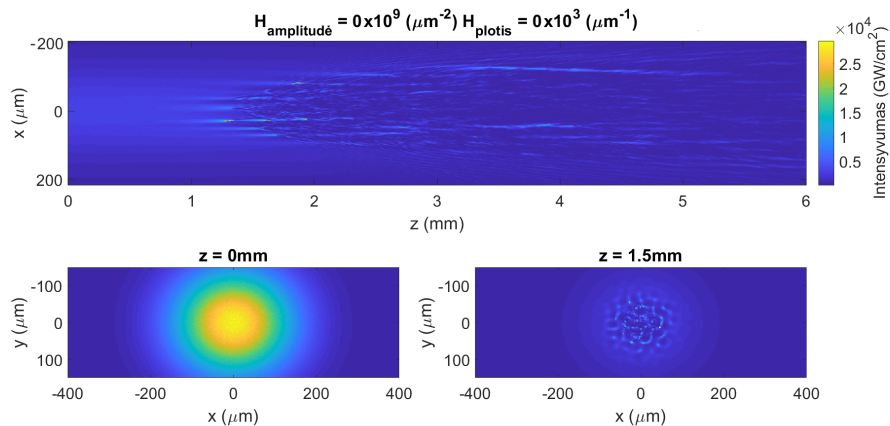 H_amplitudė = 0x10^9 (μm^-2) H_plotis = 0x10^3 (μm^-1)
×10^4
-200
0
200
x (μm)
0 1 2 3 4 5 6
z (mm)
2.5
2
1.5
1
0.5
Intensyvumas (GW/cm^2)
z = 0mm
-100
0
100
y (μm)
-400 -200 0 200 400
x (μm)
z = 1.5mm
-100
0
100
y (μm)
-400 -200 0 200 400
x (μm)